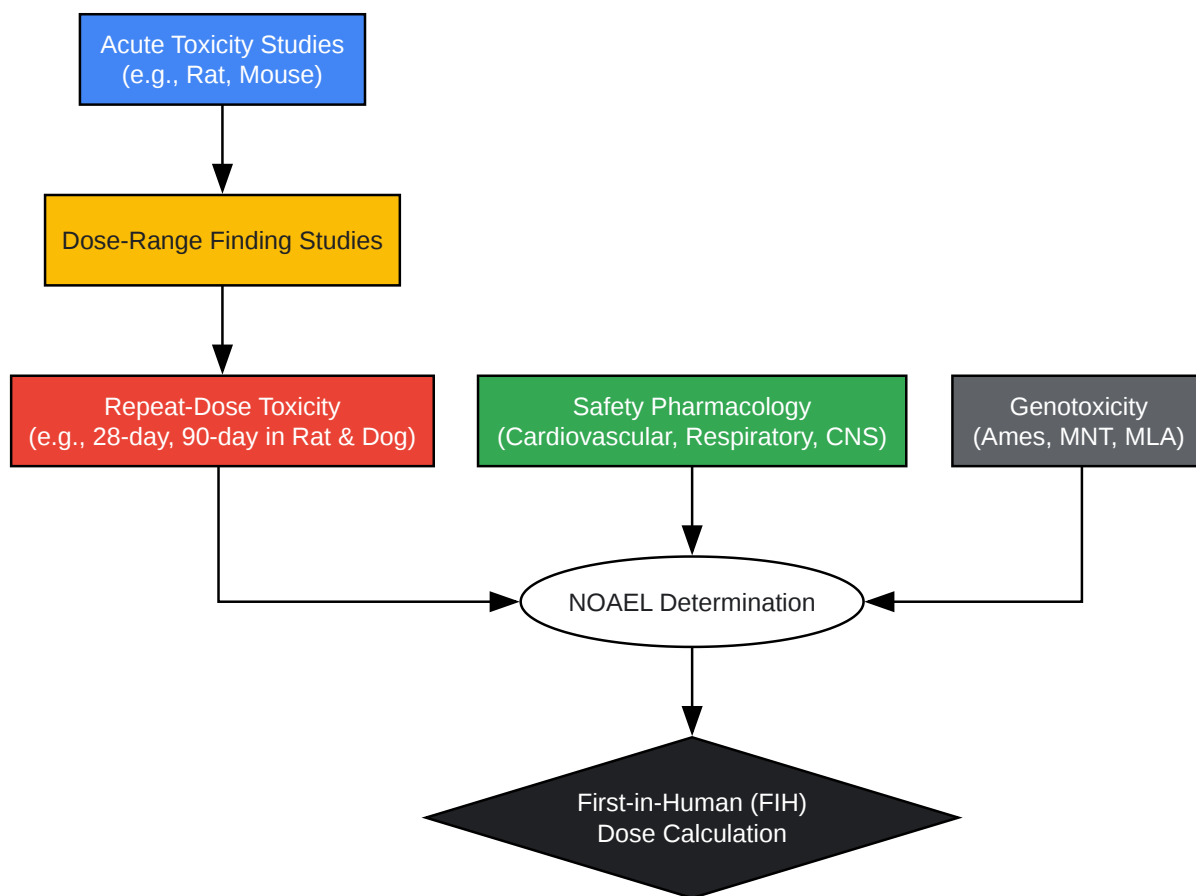 Acute Toxicity Studies
(e.g., Rat, Mouse)
Dose-Range Finding Studies
Repeat-Dose Toxicity
(e.g., 28-day, 90-day in Rat & Dog)
Safety Pharmacology
(Cardiovascular, Respiratory, CNS)
Genotoxicity
(Ames, MNT, MLA)
NOAEL Determination
First-in-Human (FIH)
Dose Calculation